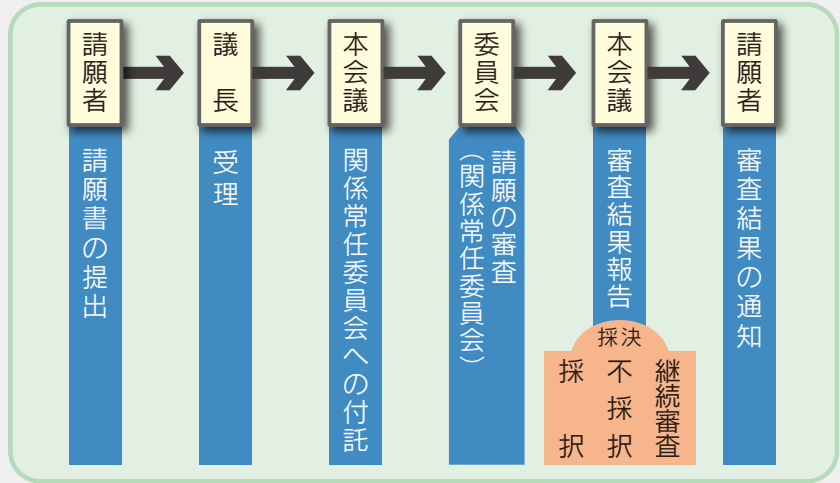 請願者
請願書の提出
議長
受理
本会議
関係常任委員会への付託
委員会
請願の審査
（関係常任委員会）
本会議
審査結果報告
採決
採択
不採択
継続審査
請願者
審査結果の通知